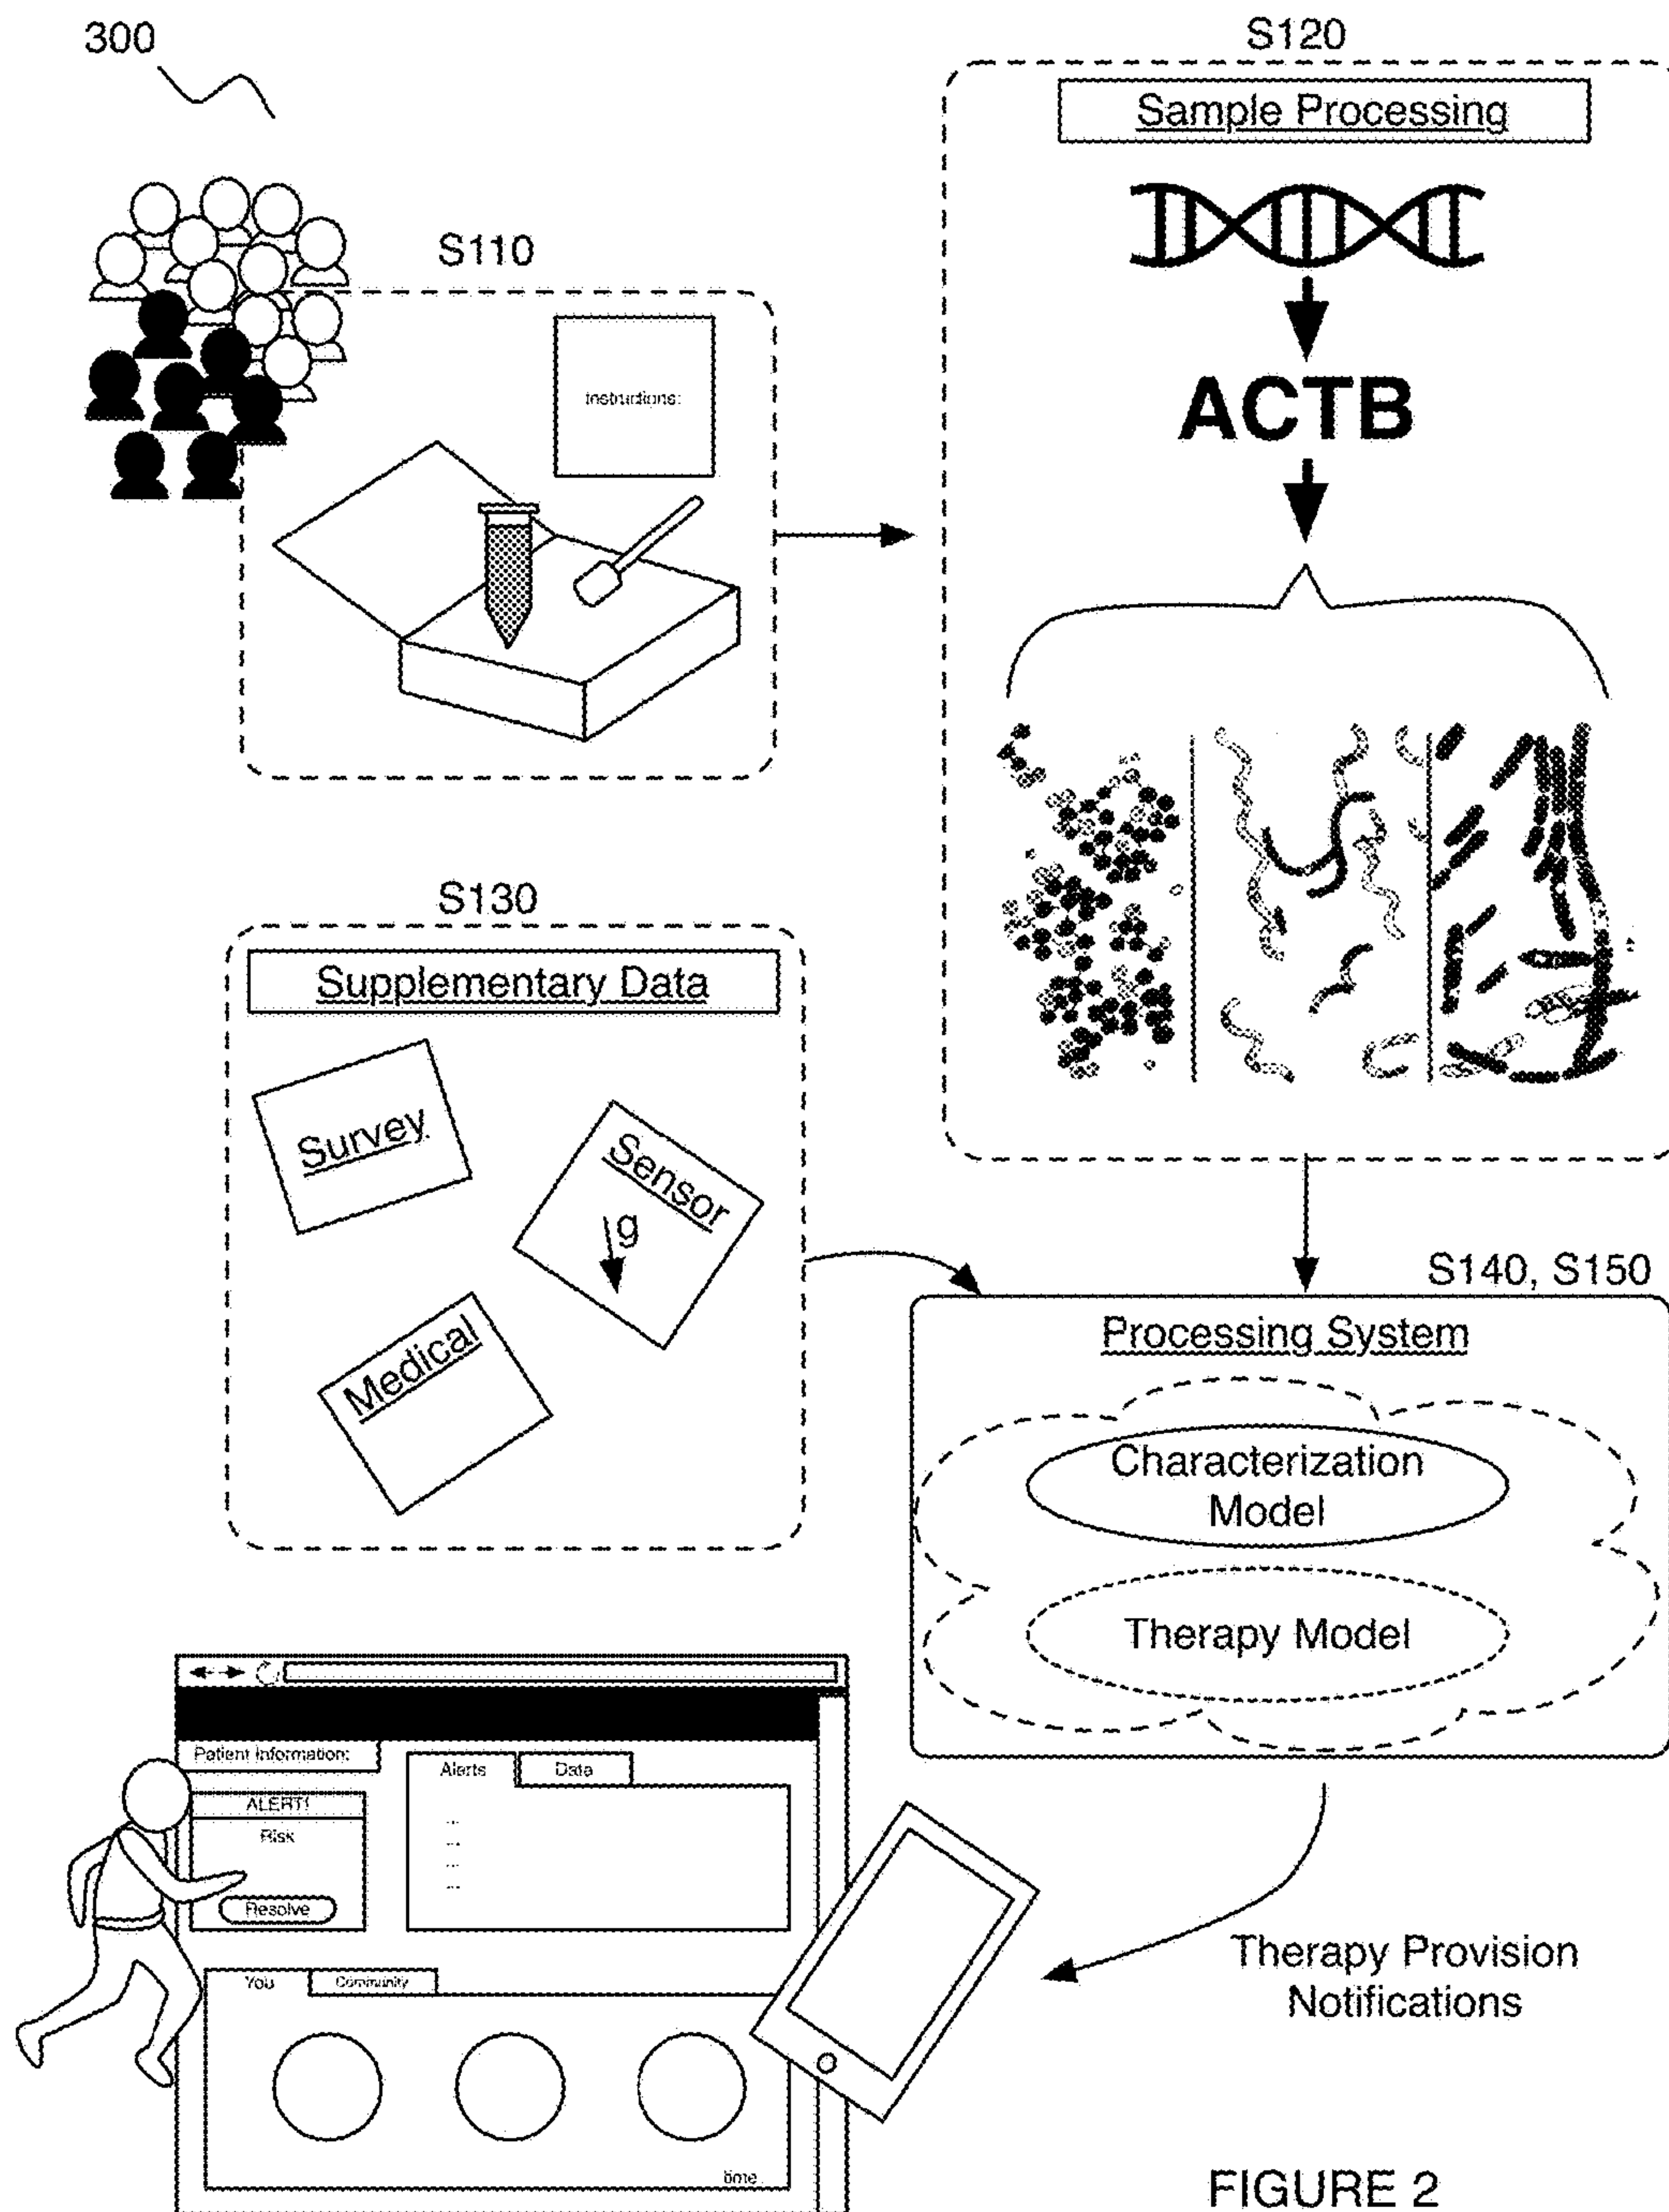 300
S110
Instructions:
S120
Sample Processing
ACTB
S130
Supplementary Data
Survey
Sensor
g
Medical
S140, S150
Processing System
Characterization
Model
Therapy Model
Therapy Provision
Notifications
Patient Information:
ALERT!
Risk
Resolve
Alerts
Data
...
...
...
...
You
Community
time
FIGURE 2